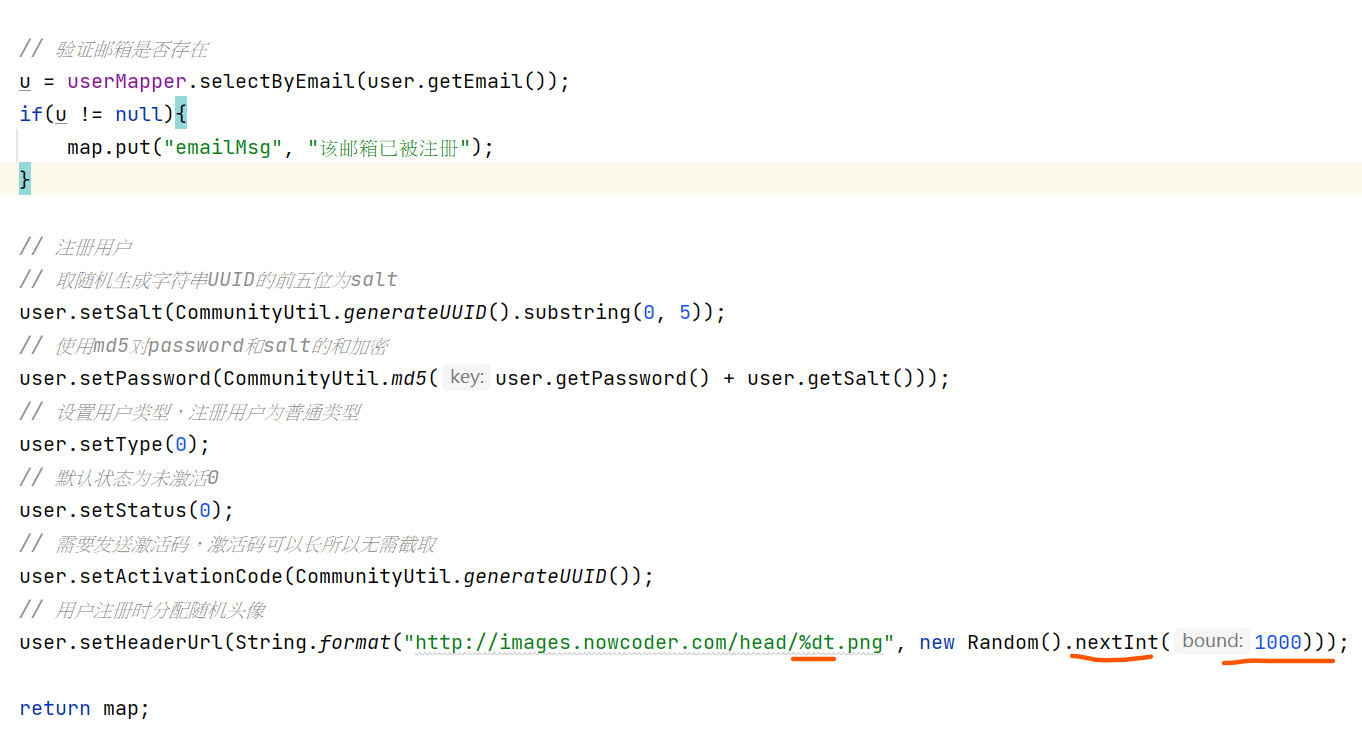 // 验证邮箱是否存在
u = userMapper.selectByEmail(user.getEmail());
if(u != null){
map.put("emailMsg", "该邮箱已被注册");
}
// 注册用户
// 取随机生成字符串UUID的前五位为salt
user.setSalt(CommunityUtil.generateUUID().substring(0, 5));
// 使用md5对password和salt的和加密
user.setPassword(CommunityUtil.md5( key: user.getPassword() + user.getSalt()));
// 设置用户类型，注册用户为普通类型
user.setType(0);
// 默认状态为未激活0
user.setStatus(0);
// 需要发送激活码，激活码可以长所以无需截取
user.setActivationCode(CommunityUtil.generateUUID());
// 用户注册时分配随机头像
user.setHeaderUrl(String.format("http://images.nowcoder.com/head/%dt.png", new Random().nextInt( bound: 1000)));
return map;